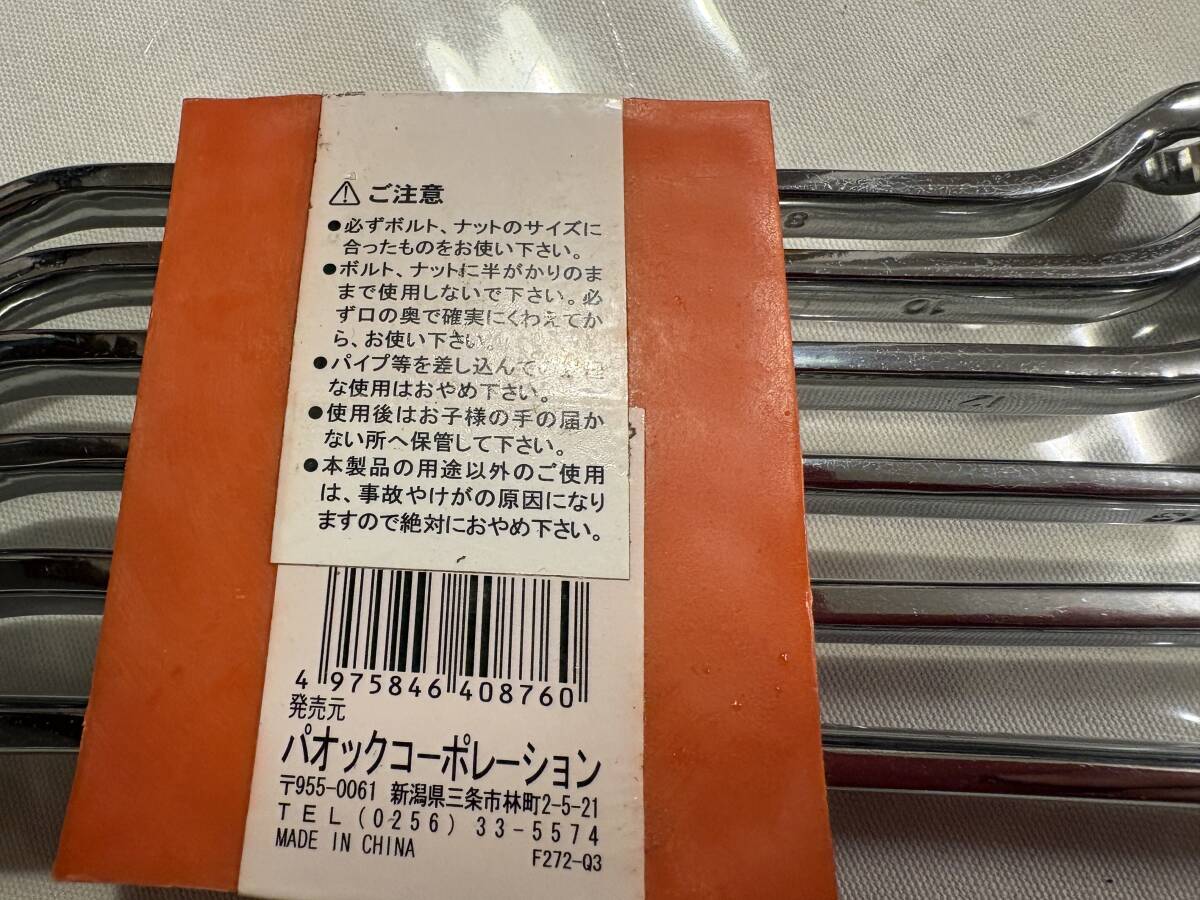 ご注意
●必ずボルト、ナットのサイズに
合ったものをお使い下さい。
●ボルト、ナットに半がかりのま
まで使用しないで下さい。必
ず口の奥で確実にくわえてか
ら、お使い下さい。
●パイプ等を差し込んで
な使用はおやめ下さい。
●使用後はお子様の手の届か
ない所へ保管して下さい。
●本製品の用途以外のご使用
は、事故やけがの原因になり
ますので絶対におやめ下さい。
4 975846 408760
発売元
パオックコーポレーション
〒955-0061 新潟県三条市林町2-5-21
TEL(0256)33-5574
MADE IN CHINA
F272-Q3
8
10
12